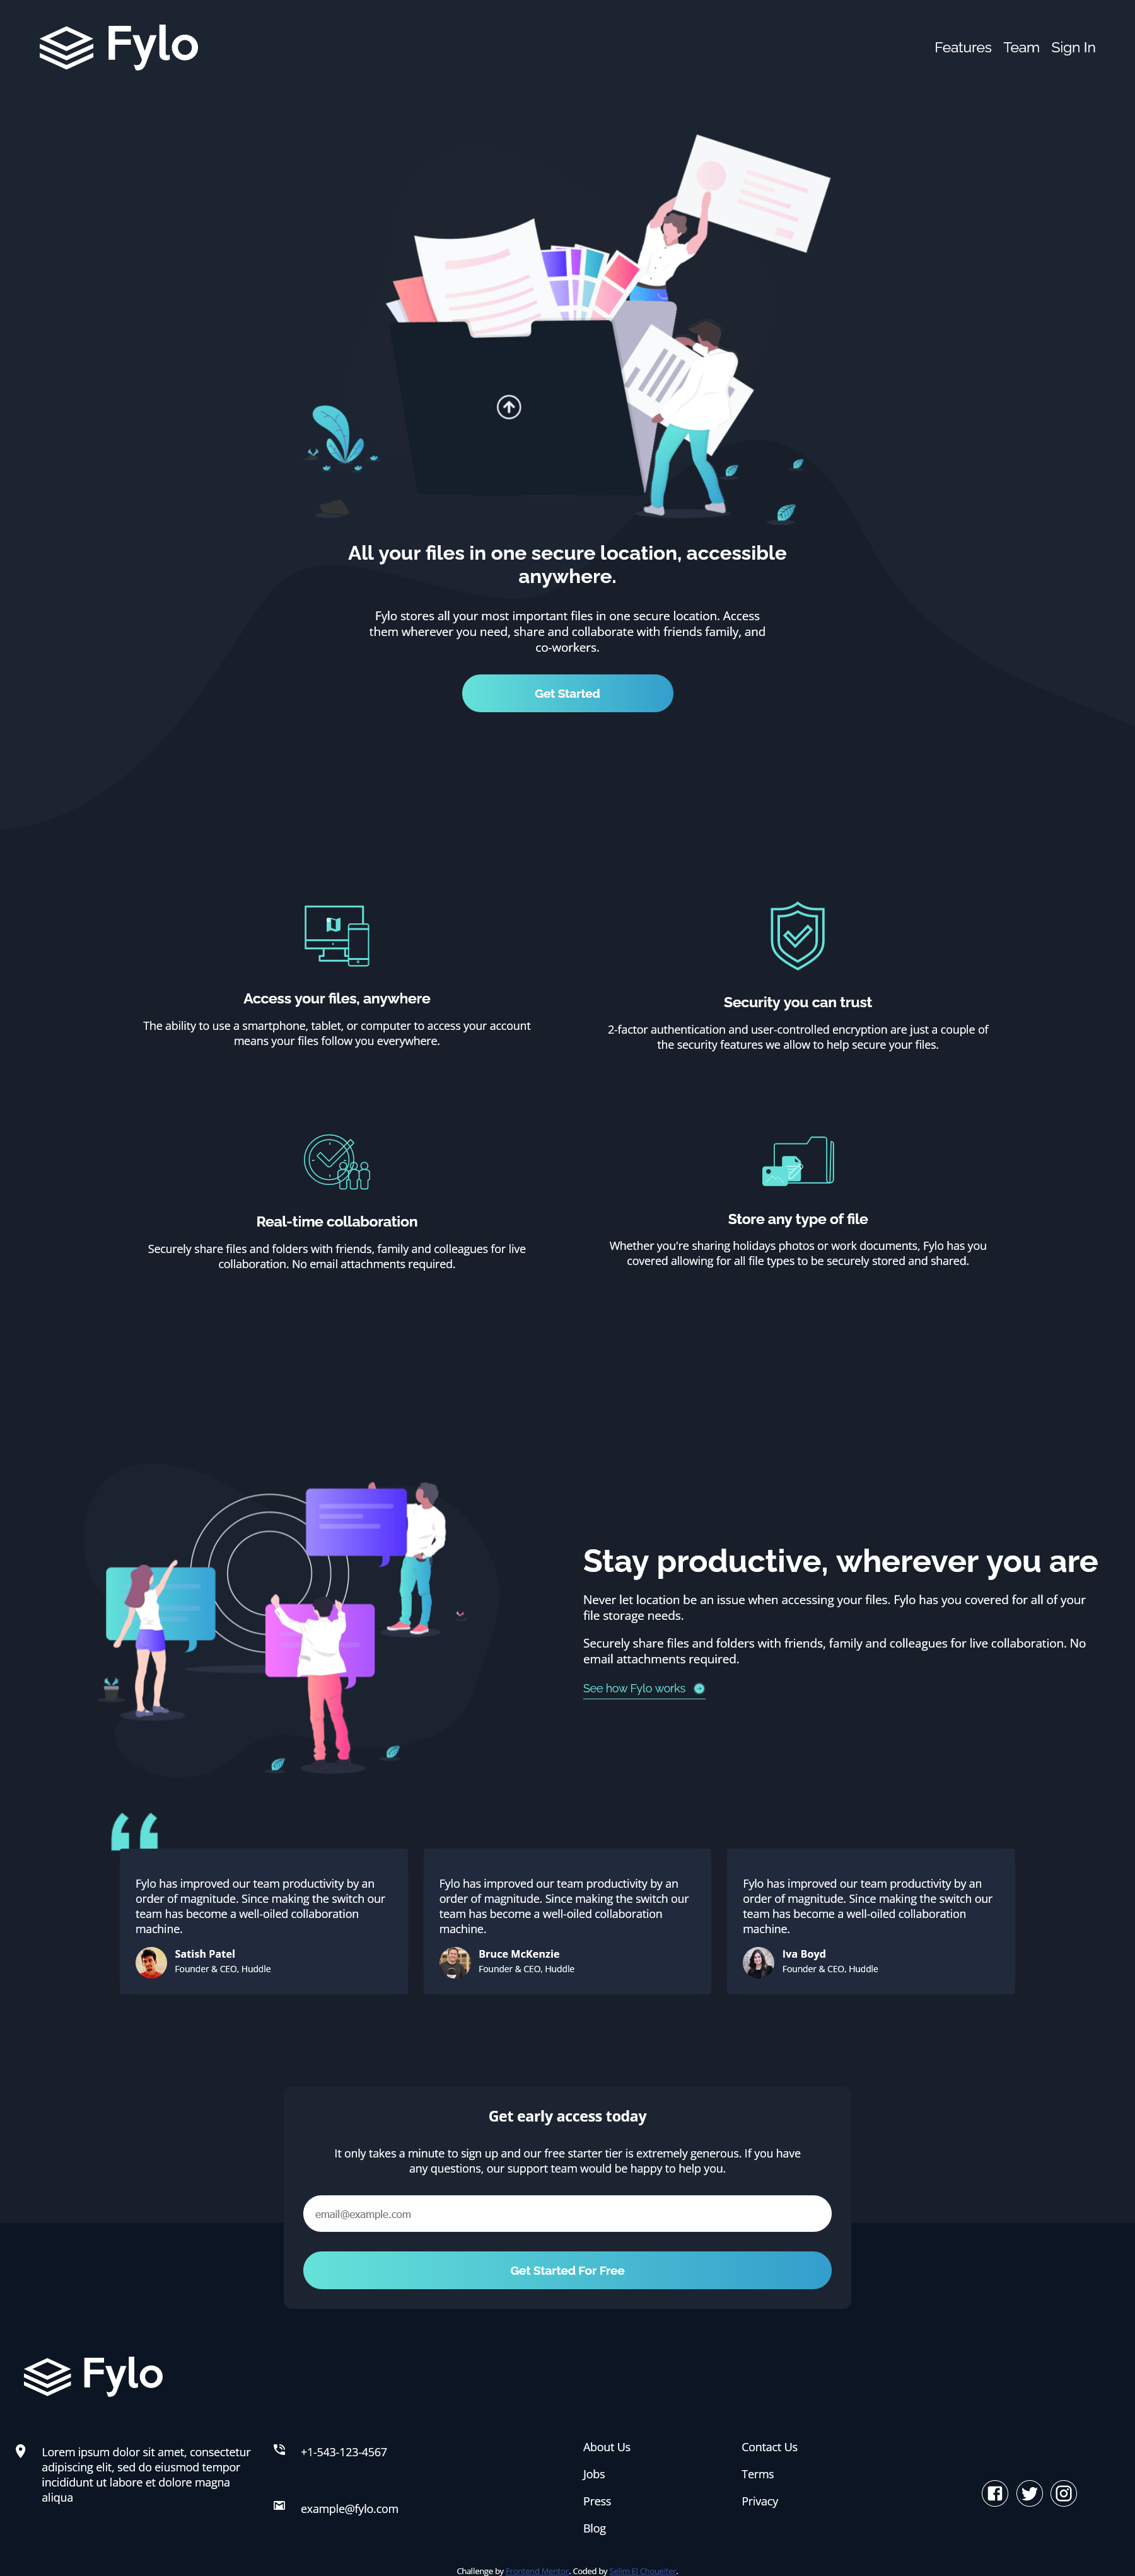 Fylo
Features Team Sign In
All your files in one secure location, accessible
anywhere.
Fylo stores all your most important files in one secure location. Access
them wherever you need, share and collaborate with friends family, and
co-workers.
Get Started
Access your files, anywhere
The ability to use a smartphone, tablet, or computer to access your account
means your files follow you everywhere.
Security you can trust
2-factor authentication and user-controlled encryption are just a couple of
the security features we allow to help secure your files.
Real-time collaboration
Securely share files and folders with friends, family and colleagues for live
collaboration. No email attachments required.
Store any type of file
Whether you're sharing holidays photos or work documents, Fylo has you
covered allowing for all file types to be securely stored and shared.
Stay productive, wherever you are
Never let location be an issue when accessing your files. Fylo has you covered for all of your
file storage needs.
Securely share files and folders with friends, family and colleagues for live collaboration. No
email attachments required.
See how Fylo works
Fylo has improved our team productivity by an
order of magnitude. Since making the switch our
team has become a well-oiled collaboration
machine.
Satish Patel
Founder & CEO, Huddle
Fylo has improved our team productivity by an
order of magnitude. Since making the switch our
team has become a well-oiled collaboration
machine.
Bruce McKenzie
Founder & CEO, Huddle
Fylo has improved our team productivity by an
order of magnitude. Since making the switch our
team has become a well-oiled collaboration
machine.
Iva Boyd
Founder & CEO, Huddle
Get early access today
It only takes a minute to sign up and our free starter tier is extremely generous. If you have
any questions, our support team would be happy to help you.
email@example.com
Get Started For Free
Fylo
Lorem ipsum dolor sit amet, consectetur
adipiscing elit, sed do eiusmod tempor
incididunt ut labore et dolore magna
aliqua
+1-543-123-4567
example@fylo.com
About Us
Jobs
Press
Blog
Contact Us
Terms
Privacy
Challenge by Frontend Mentor. Coded by Selim El Choueiter.